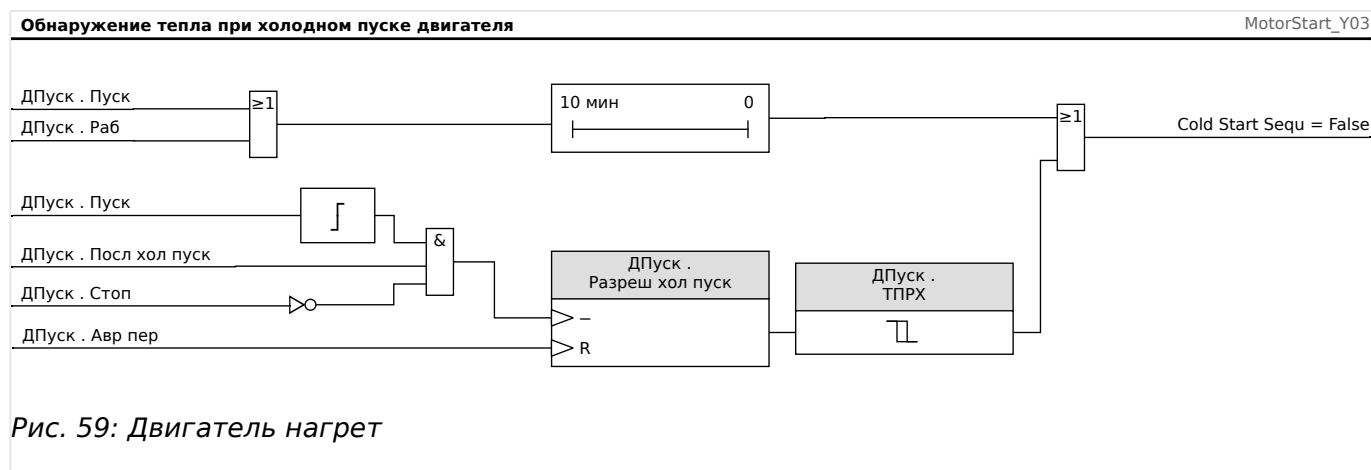 Обнаружение тепла при холодном пуске двигателя
MotorStart_Y03
ДПуск . Пуск
ДПуск . Раб
≥1
10 мин
0
≥1
Cold Start Sequ = False
ДПуск . Пуск
ДПуск . Посл хол пуск
ДПуск . Стоп
ДПуск . Авр пер
&
ДПуск .
Разреш хол пуск
–
R
ДПуск .
ТПРХ
Рис. 59: Двигатель нагрет